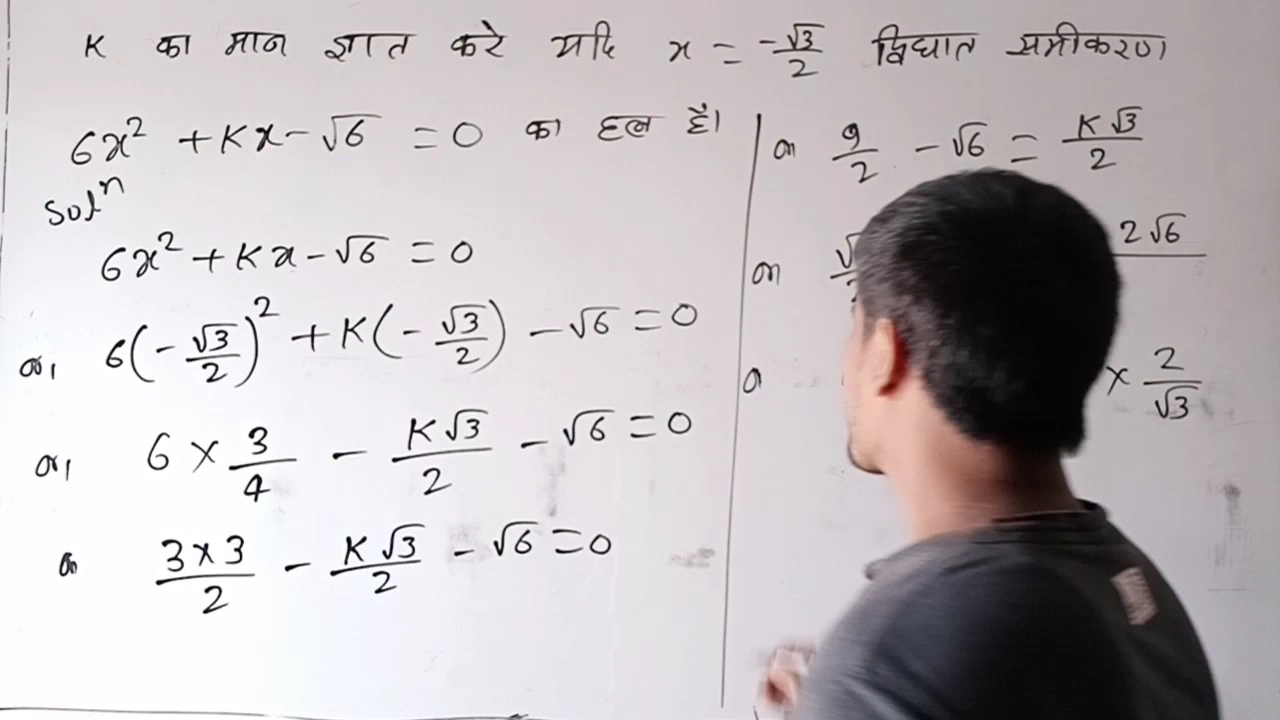 K का मान ज्ञात करे यदि x = -√3/2 द्विघात समीकरण
6x² + Kx - √6 = 0 का हल है।
Solⁿ
6x² + Kx - √6 = 0
or, 6(-√3/2)² + K(-√3/2) - √6 = 0
or, 6 × 3/4 - K√3/2 - √6 = 0
or 3×3/2 - K√3/2 - √6 = 0
or 9/2 - √6 = K√3/2
or 2√6
× 2/√3